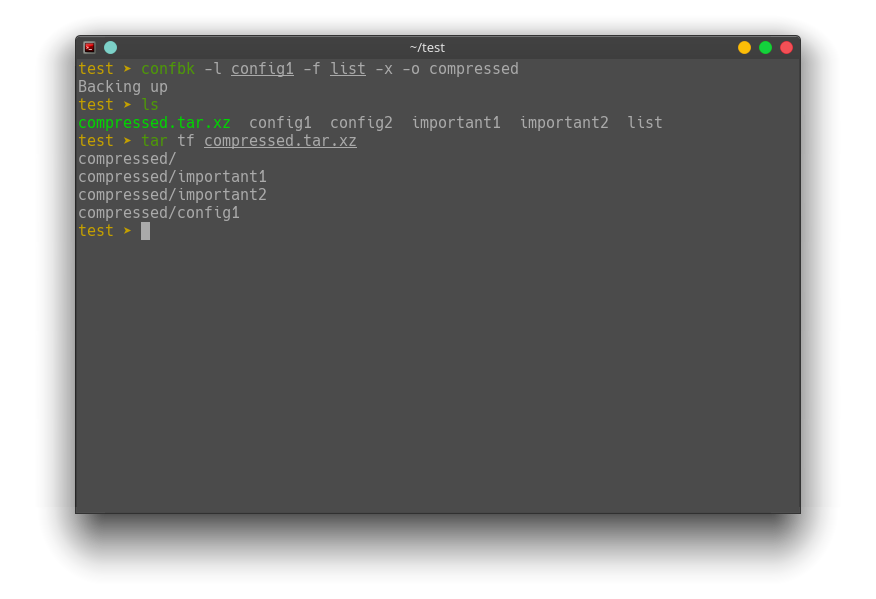 ~/test
test ➤ confbk -l config1 -f list -x -o compressed
Backing up
test ➤ ls
compressed.tar.xz  config1  config2  important1  important2  list
test ➤ tar tf compressed.tar.xz
compressed/
compressed/important1
compressed/important2
compressed/config1
test ➤